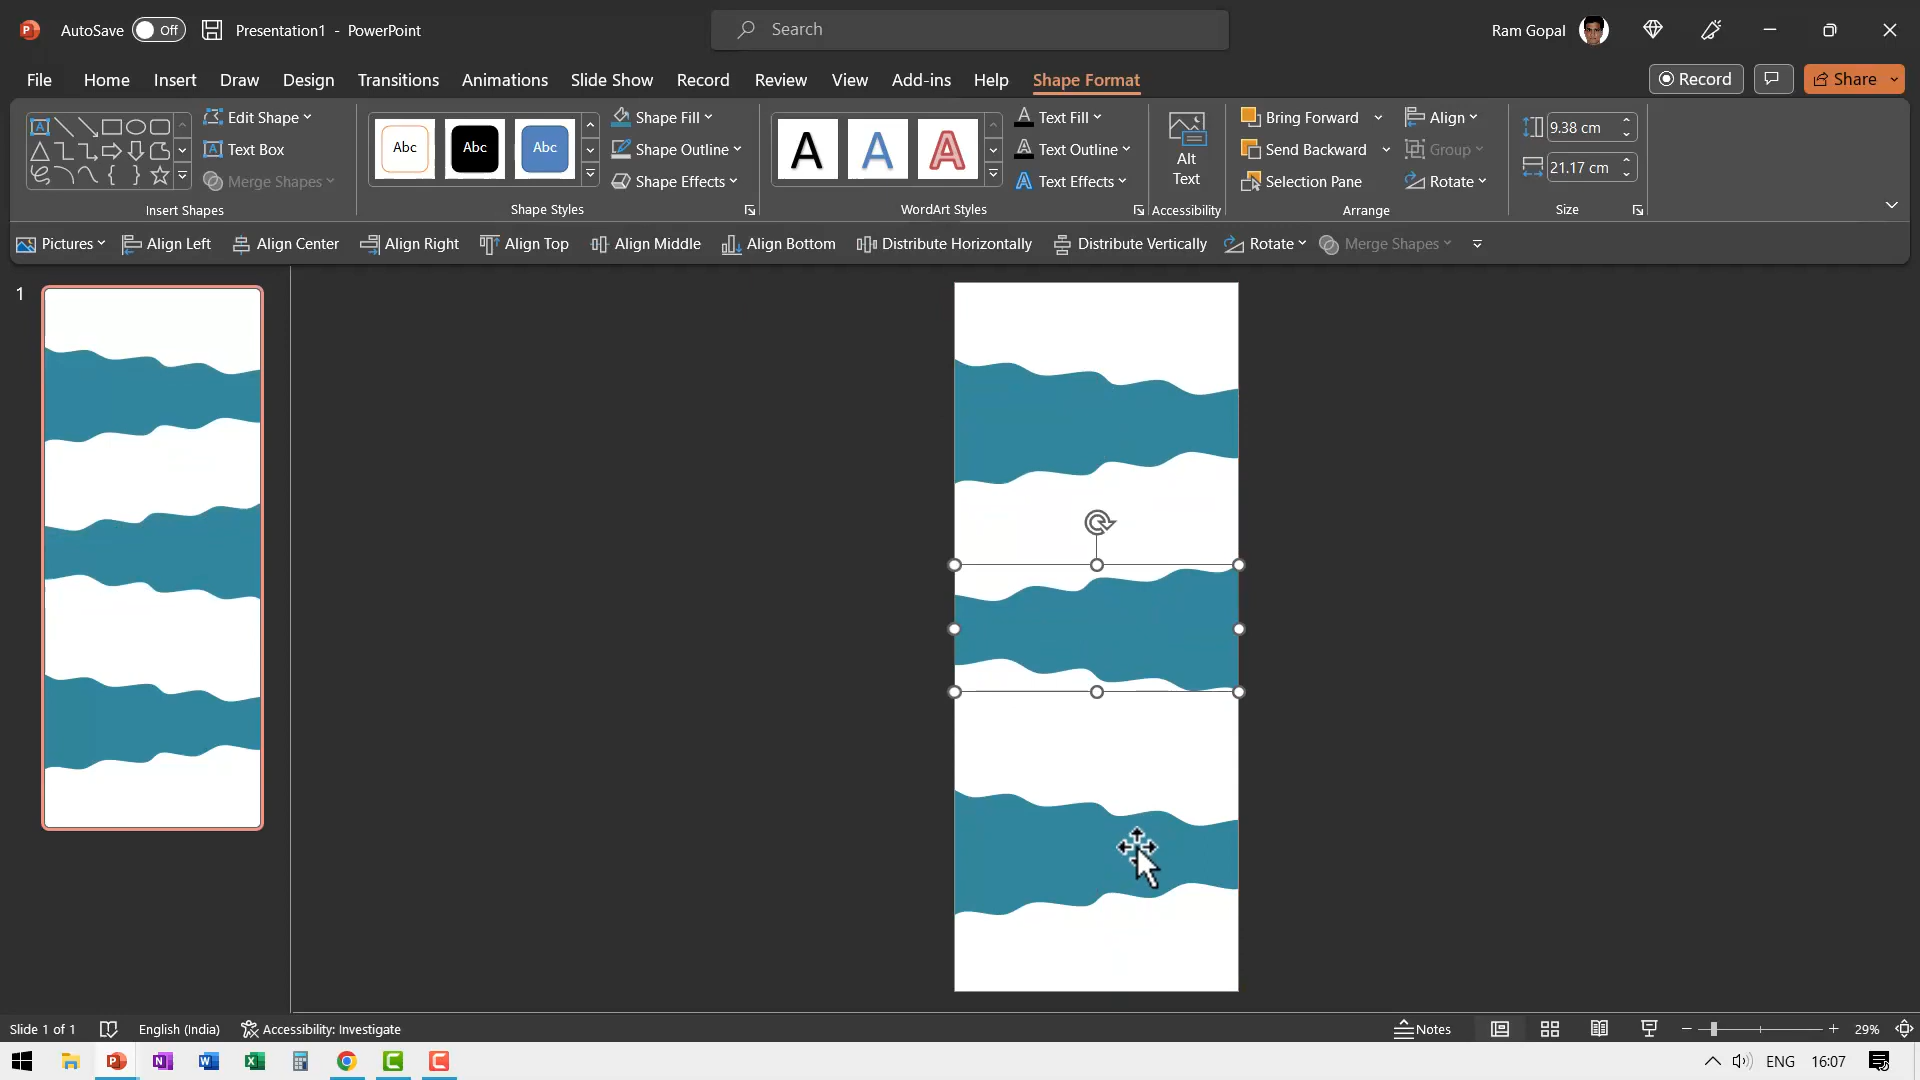 AutoSave Off Presentation1 - PowerPoint Search Ram Gopal
File Home Insert Draw Design Transitions Animations Slide Show Record Review View Add-ins Help Shape Format Record Share
Edit Shape
Text Box
Merge Shapes
Insert Shapes
Abc Abc Abc
Shape Fill
Shape Outline
Shape Effects
Shape Styles
A A A
Text Fill
Text Outline
Text Effects
WordArt Styles
Alt
Text
Accessibility
Bring Forward
Send Backward
Selection Pane
Align
Group
Rotate
Arrange
9.38 cm
21.17 cm
Size
Pictures Align Left Align Center Align Right Align Top Align Middle Align Bottom Distribute Horizontally Distribute Vertically Rotate Merge Shapes
1
Slide 1 of 1 English (India) Accessibility: Investigate Notes 29%
ENG 16:07